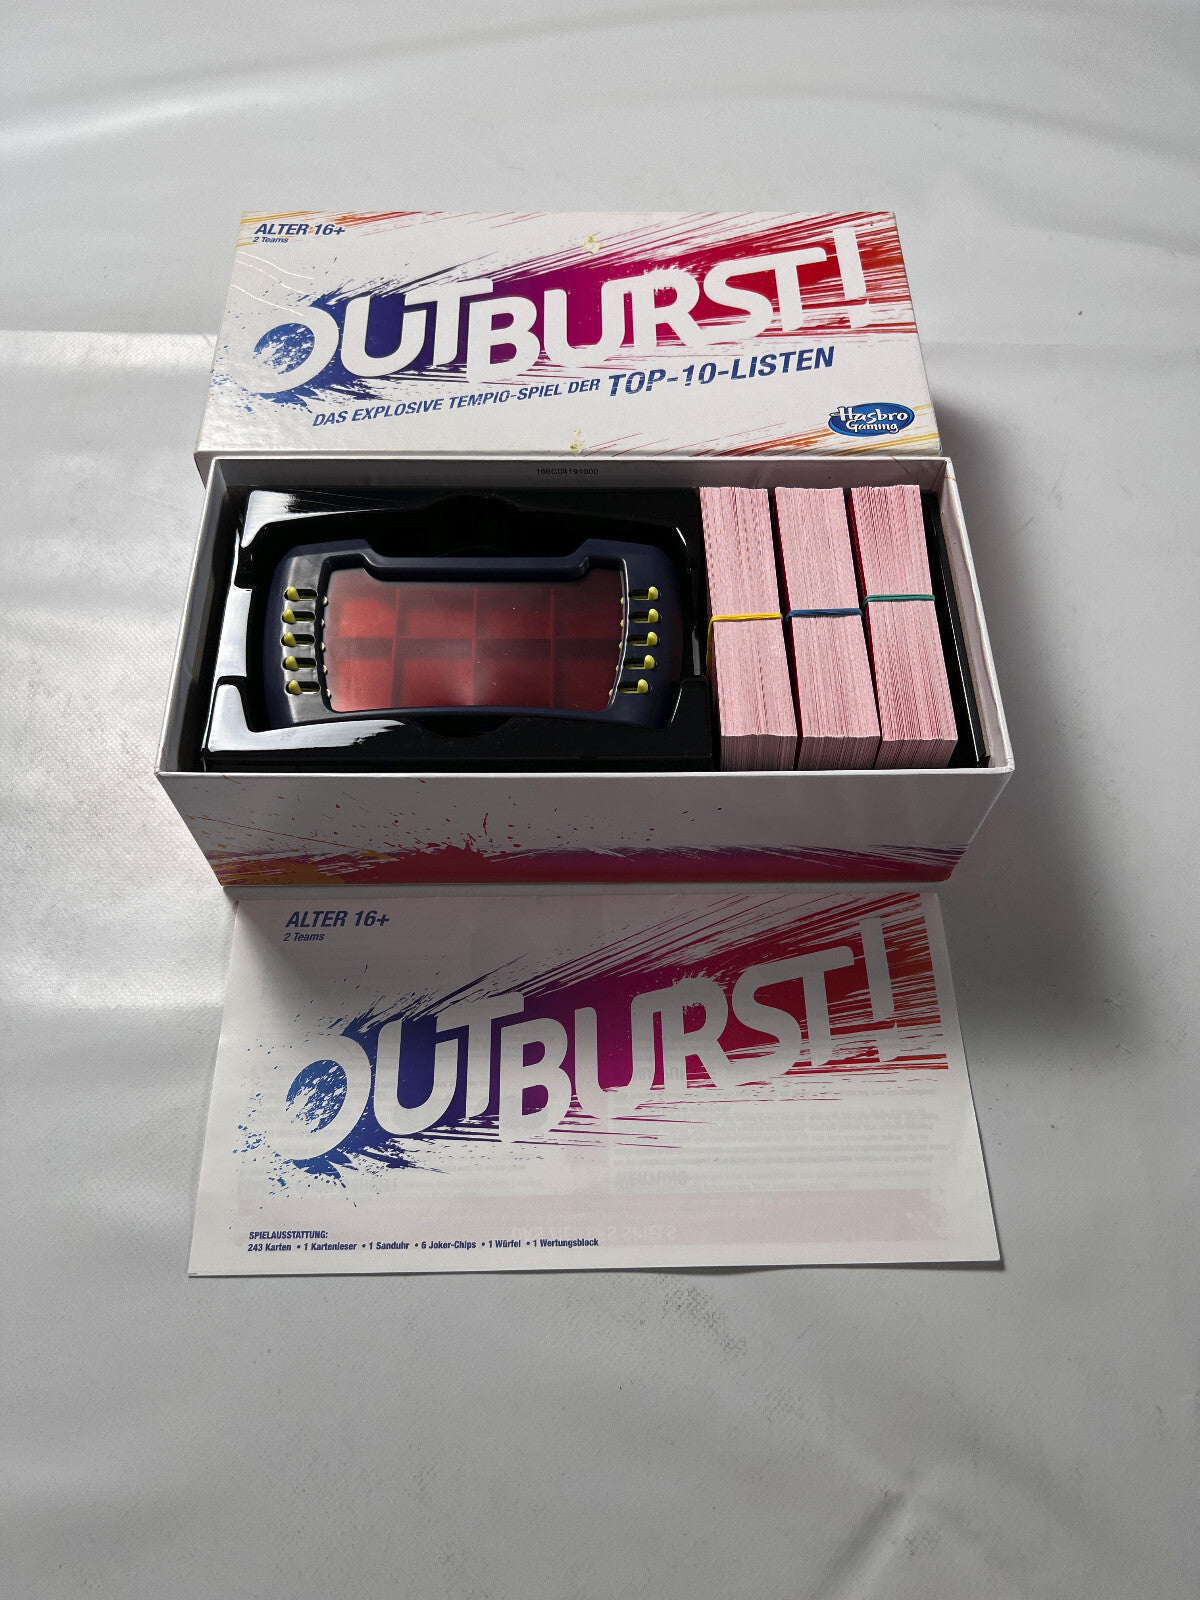 ALTER 16+
2 Teams
OUTBURST!
DAS EXPLOSIVE TEMPIO-SPIEL DER TOP-10-LISTEN
Hasbro
Gaming
166C04191000
ALTER 16+
2 Teams
OUTBURST!
SPIELAUSSTATTUNG:
243 Karten • 1 Kartenleser • 1 Sanduhr • 6 Joker-Chips • 1 Würfel • 1 Wertungsblock